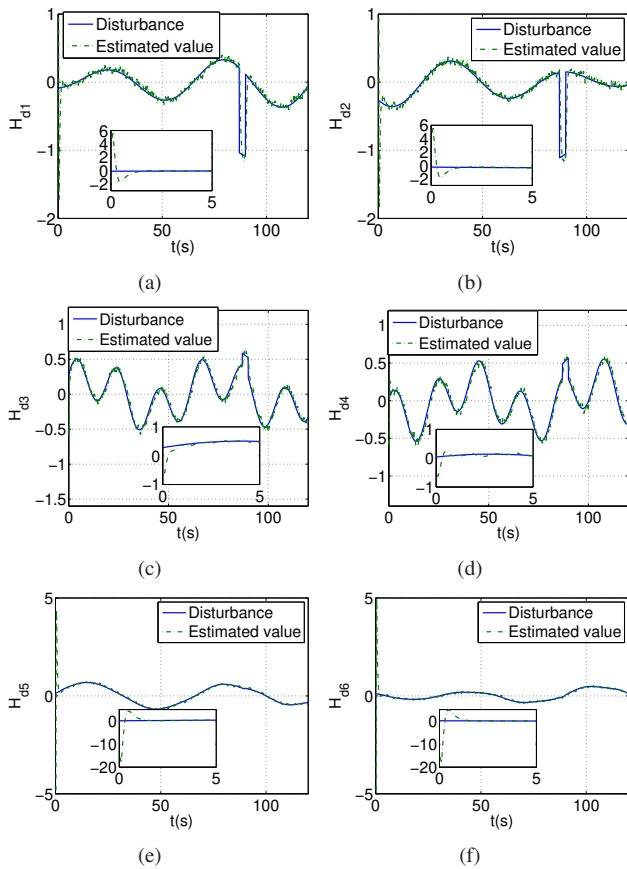 Disturbance
Estimated value
1
0
−1
−2
H_d1
6
4
2
0
−2
0
5
0
50
100
t(s)
(a)
Disturbance
Estimated value
1
0
−1
−2
H_d2
6
4
2
0
−2
0
5
0
50
100
t(s)
(b)
Disturbance
Estimated value
1
0.5
0
−0.5
−1
−1.5
H_d3
1
0
−1
0
5
0
50
100
t(s)
(c)
Disturbance
Estimated value
1
0.5
0
−0.5
−1
H_d4
1
0
−1
0
5
0
50
100
t(s)
(d)
Disturbance
Estimated value
5
0
−5
H_d5
0
−10
−20
0
5
0
50
100
t(s)
(e)
Disturbance
Estimated value
5
0
−5
H_d6
0
−10
−20
0
5
0
50
100
t(s)
(f)